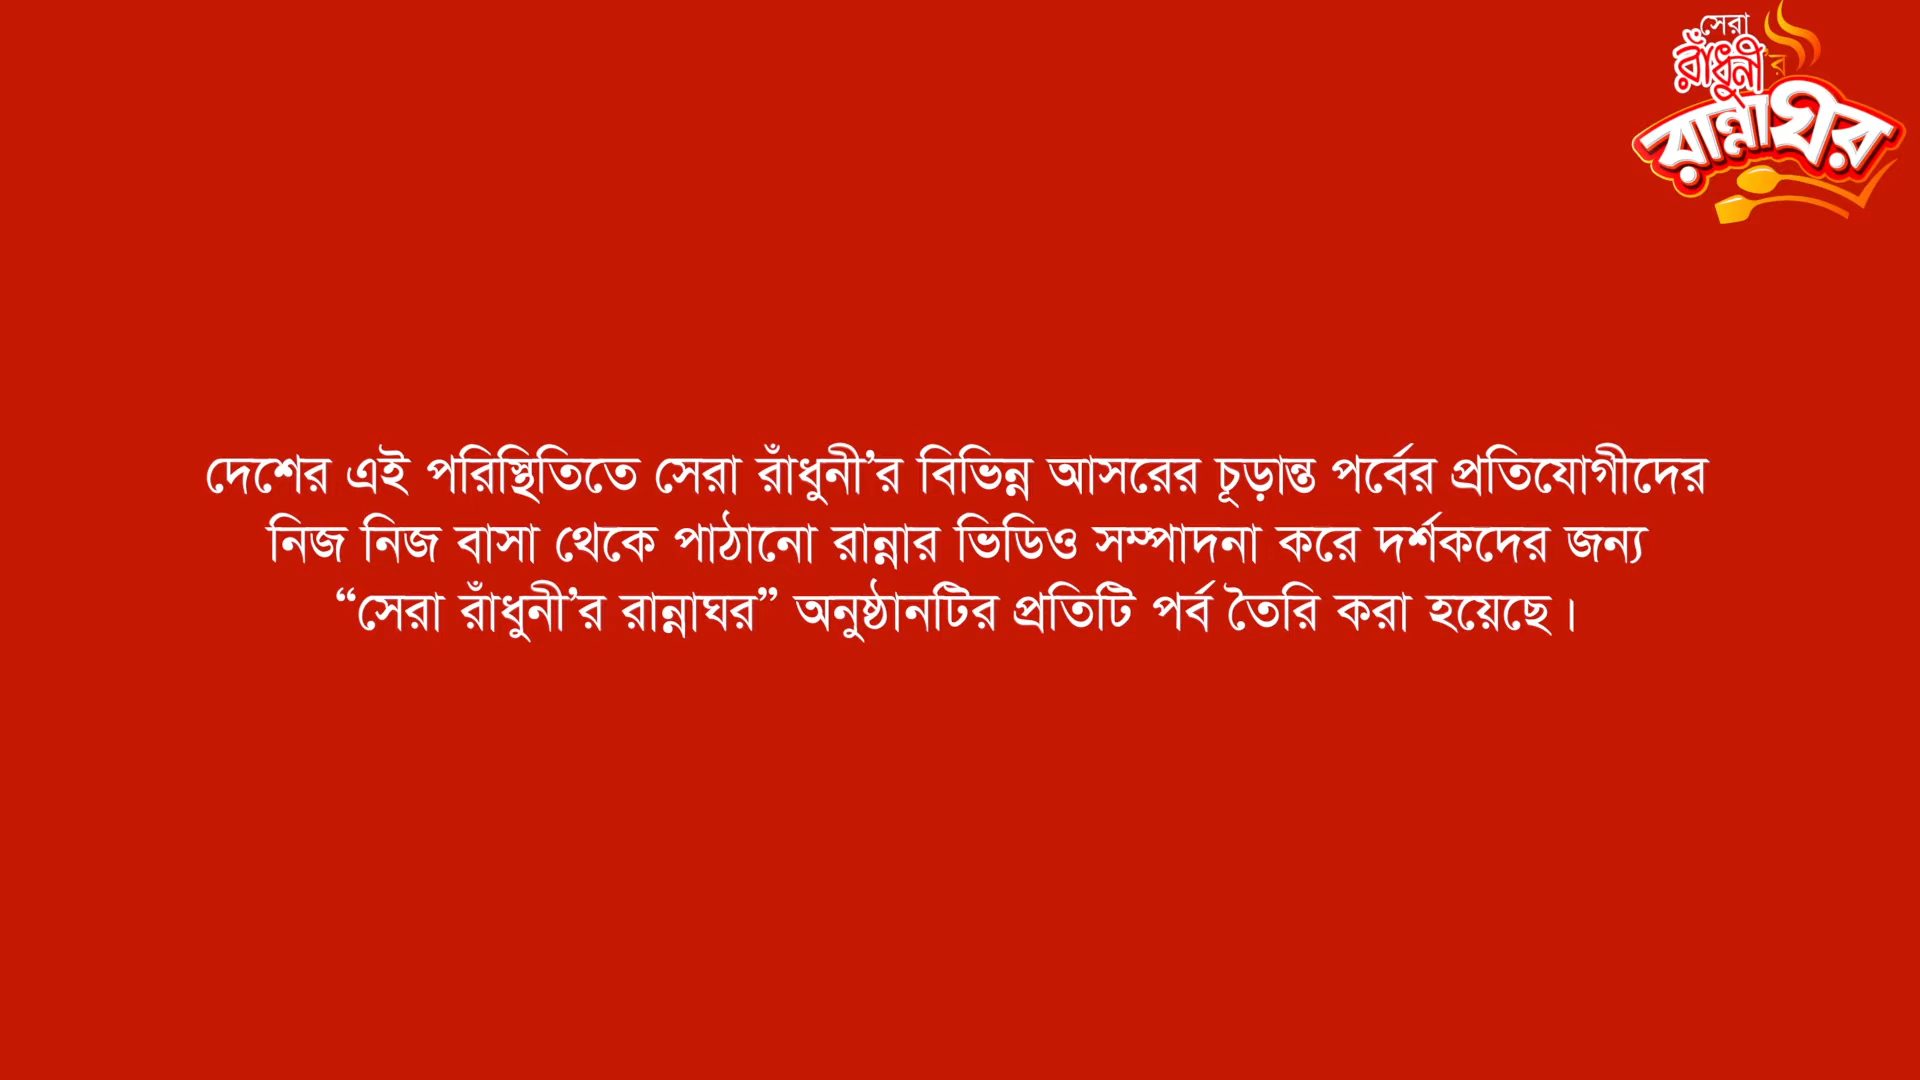 সেরা
রাঁধুনী'র
রান্নাঘর
দেশের এই পরিস্থিতিতে সেরা রাঁধুনী’র বিভিন্ন আসরের চূড়ান্ত পর্বের প্রতিযোগীদের
নিজ নিজ বাসা থেকে পাঠানো রান্নার ভিডিও সম্পাদনা করে দর্শকদের জন্য
“সেরা রাঁধুনী’র রান্নাঘর” অনুষ্ঠানটির প্রতিটি পর্ব তৈরি করা হয়েছে।